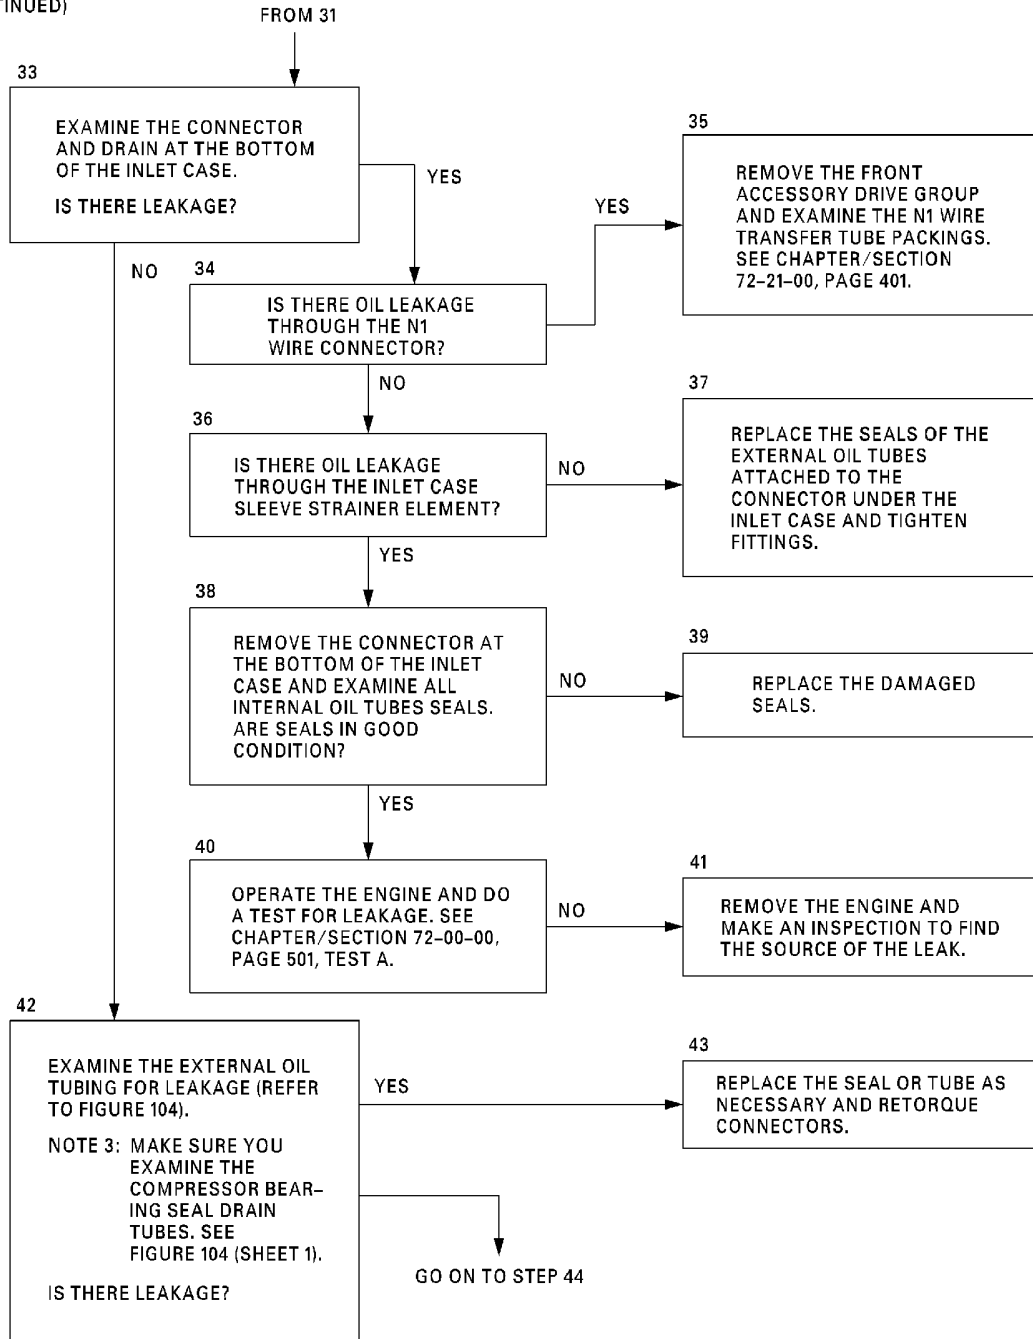 TINUED)
FROM 31
33
EXAMINE THE CONNECTOR
AND DRAIN AT THE BOTTOM
OF THE INLET CASE.
IS THERE LEAKAGE?
YES
NO
34
IS THERE OIL LEAKAGE
THROUGH THE N1
WIRE CONNECTOR?
YES
35
REMOVE THE FRONT
ACCESSORY DRIVE GROUP
AND EXAMINE THE N1 WIRE
TRANSFER TUBE PACKINGS.
SEE CHAPTER/SECTION
72-21-00, PAGE 401.
NO
36
IS THERE OIL LEAKAGE
THROUGH THE INLET CASE
SLEEVE STRAINER ELEMENT?
NO
37
REPLACE THE SEALS OF THE
EXTERNAL OIL TUBES
ATTACHED TO THE
CONNECTOR UNDER THE
INLET CASE AND TIGHTEN
FITTINGS.
YES
38
REMOVE THE CONNECTOR AT
THE BOTTOM OF THE INLET
CASE AND EXAMINE ALL
INTERNAL OIL TUBES SEALS.
ARE SEALS IN GOOD
CONDITION?
NO
39
REPLACE THE DAMAGED
SEALS.
YES
40
OPERATE THE ENGINE AND DO
A TEST FOR LEAKAGE. SEE
CHAPTER/SECTION 72-00-00,
PAGE 501, TEST A.
NO
41
REMOVE THE ENGINE AND
MAKE AN INSPECTION TO FIND
THE SOURCE OF THE LEAK.
42
EXAMINE THE EXTERNAL OIL
TUBING FOR LEAKAGE (REFER
TO FIGURE 104).
NOTE 3: MAKE SURE YOU
EXAMINE THE
COMPRESSOR BEAR-
ING SEAL DRAIN
TUBES. SEE
FIGURE 104 (SHEET 1).
IS THERE LEAKAGE?
YES
43
REPLACE THE SEAL OR TUBE AS
NECESSARY AND RETORQUE
CONNECTORS.
GO ON TO STEP 44